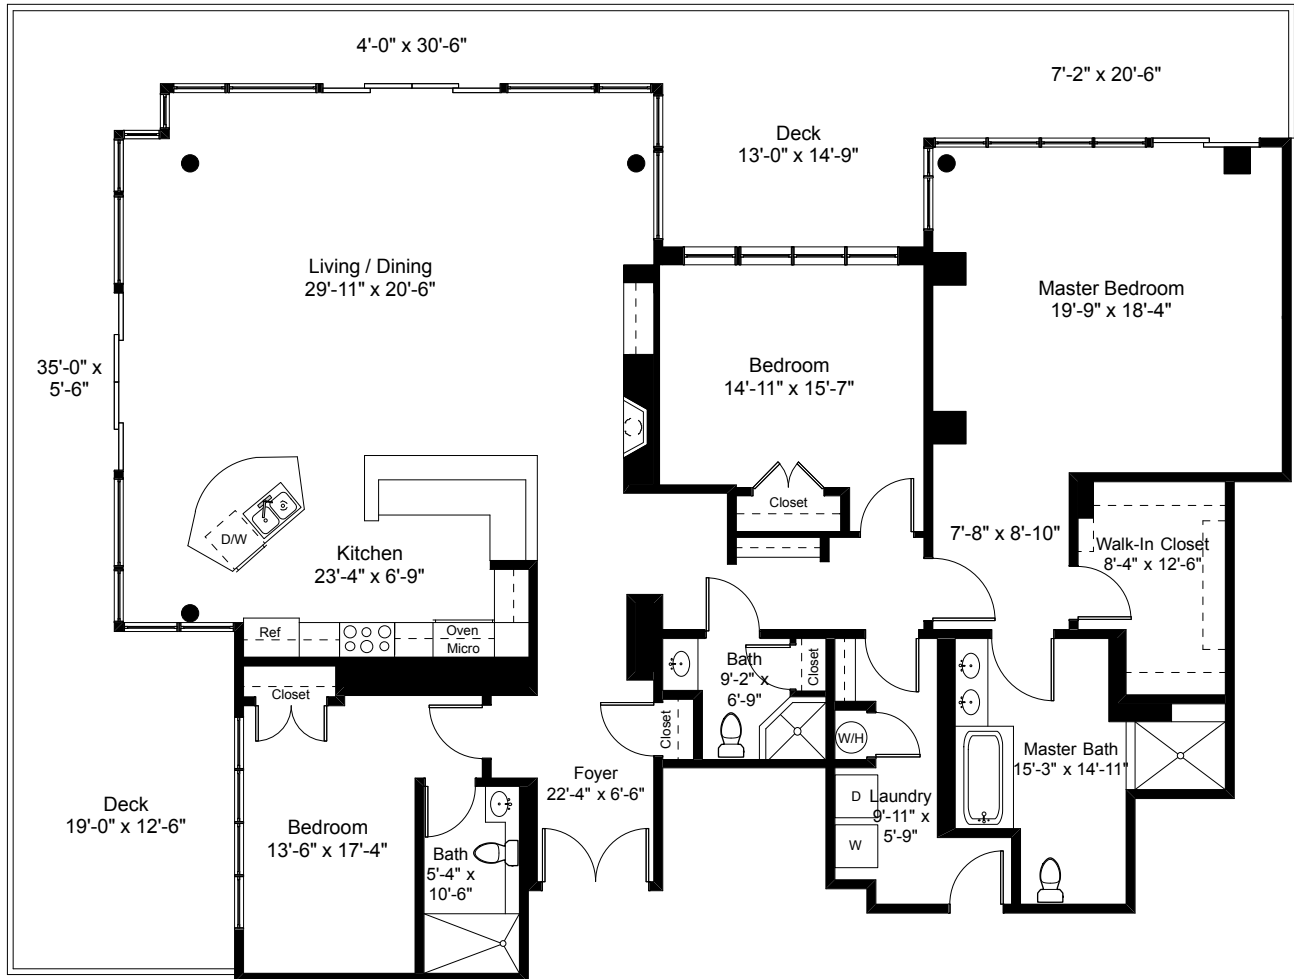 4'-0" x 30'-6"
7'-2" x 20'-6"
Deck
13'-0" x 14'-9"
Living / Dining
29'-11" x 20'-6"
Master Bedroom
19'-9" x 18'-4"
35'-0" x
5'-6"
Bedroom
14'-11" x 15'-7"
Closet
D/W
Kitchen
23'-4" x 6'-9"
7'-8" x 8'-10"
Walk-In Closet
8'-4" x 12'-6"
Ref
Oven
Micro
Bath
9'-2" x
6'-9"
Closet
Closet
Closet
W/H
Foyer
22'-4" x 6'-6"
Master Bath
15'-3" x 14'-11"
Deck
19'-0" x 12'-6"
Bedroom
13'-6" x 17'-4"
Bath
5'-4" x
10'-6"
D
Laundry
9'-11" x
5'-9"
W